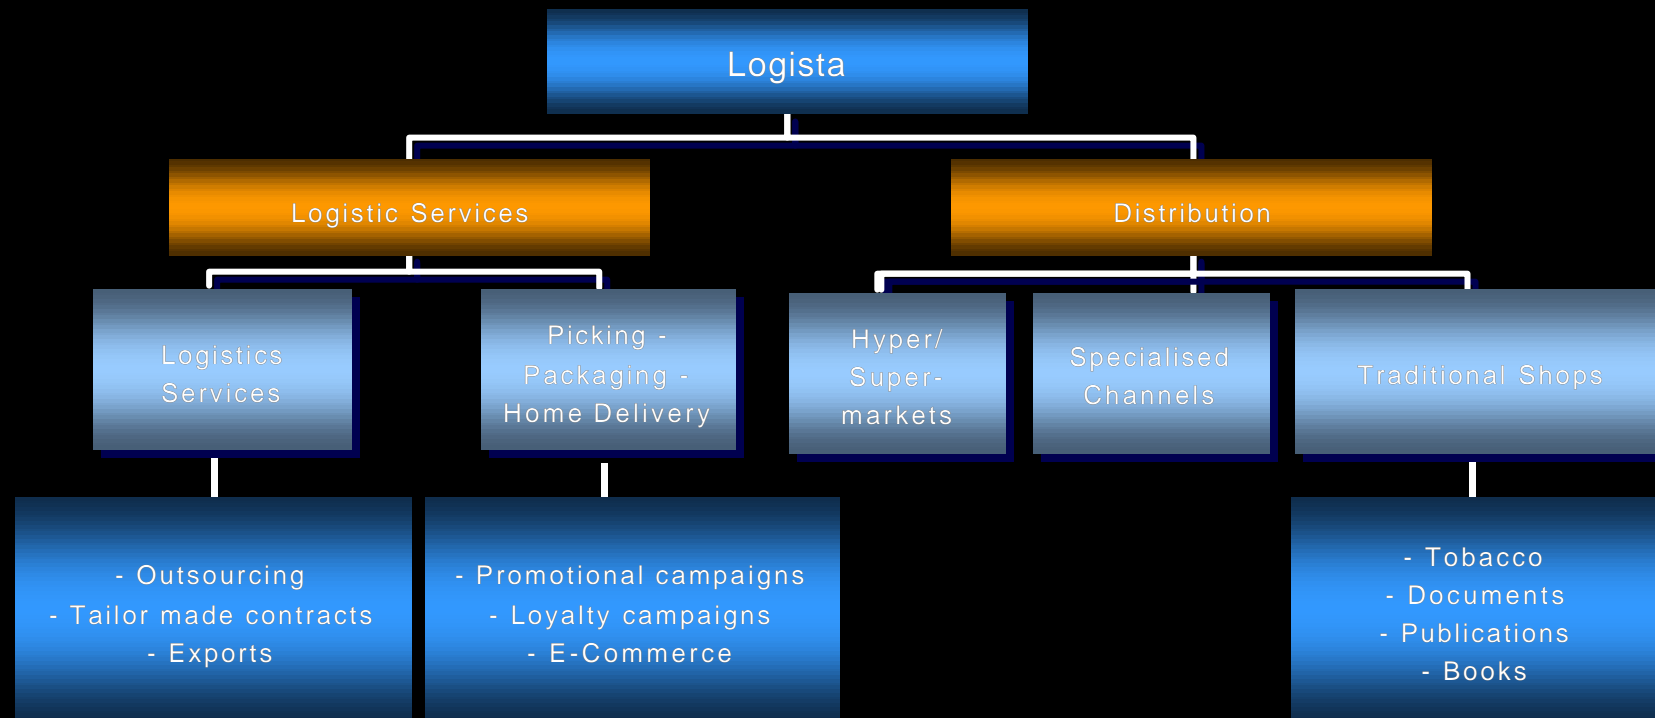 Logista
Logistic Services
Distribution
Logistics
Services
Picking -
Packaging -
Home Delivery
Hyper/
Super-
markets
Specialised
Channels
Traditional Shops
- Outsourcing
- Tailor made contracts
- Exports
- Promotional campaigns
- Loyalty campaigns
- E-Commerce
- Tobacco
- Documents
- Publications
- Books